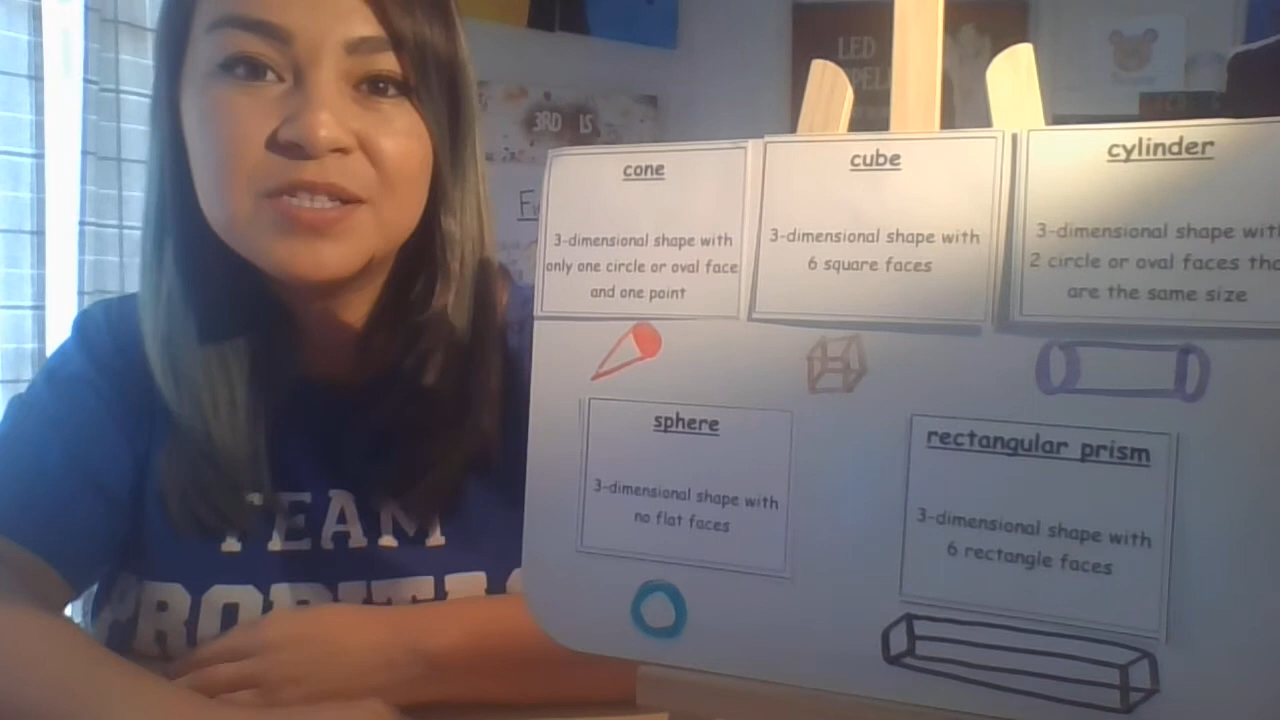 LED
3RD IS
cone
3-dimensional shape with
only one circle or oval face
and one point
cube
3-dimensional shape with
6 square faces
cylinder
3-dimensional shape with
2 circle or oval faces
are the same size
sphere
3-dimensional shape with
no flat faces
rectangular prism
3-dimensional shape with
6 rectangle faces
TEAM